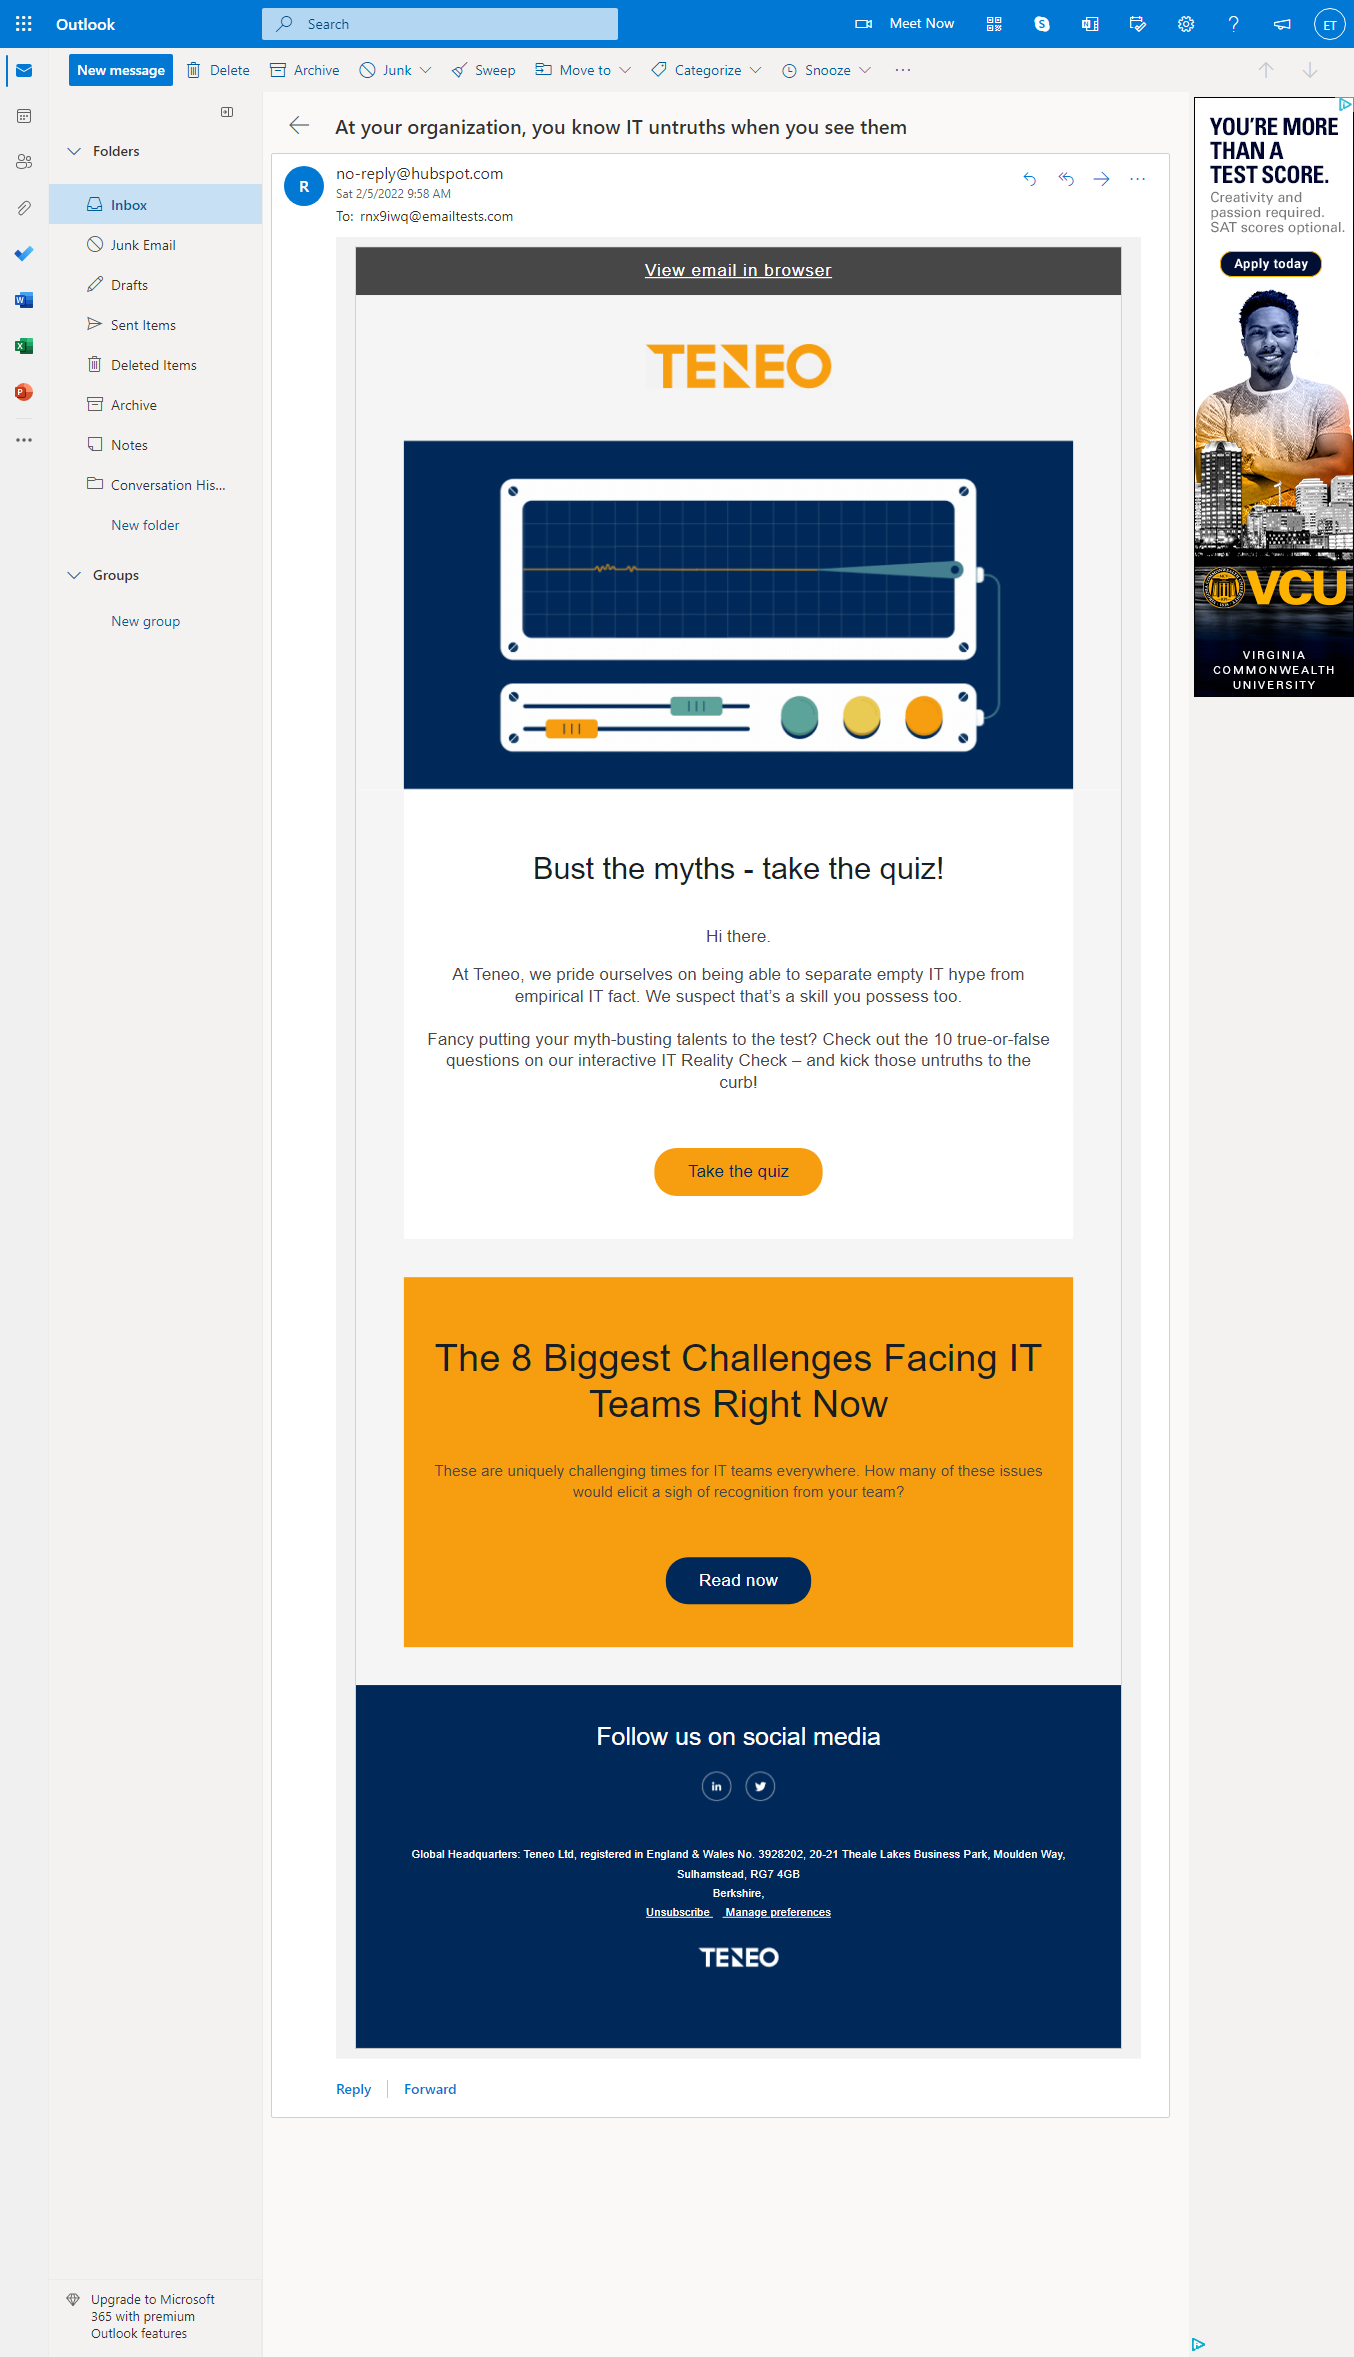 Outlook
Search
Meet Now
ET
New message
Delete
Archive
Junk
Sweep
Move to
Categorize
Snooze
Folders
Inbox
Junk Email
Drafts
Sent Items
Deleted Items
Archive
Notes
Conversation His...
New folder
Groups
New group
At your organization, you know IT untruths when you see them
R
no-reply@hubspot.com
Sat 2/5/2022 9:58 AM
To: rnx9iwq@emailtests.com
View email in browser
TENEO
Bust the myths - take the quiz!
Hi there.
At Teneo, we pride ourselves on being able to separate empty IT hype from
empirical IT fact. We suspect that’s a skill you possess too.
Fancy putting your myth-busting talents to the test? Check out the 10 true-or-false
questions on our interactive IT Reality Check – and kick those untruths to the
curb!
Take the quiz
The 8 Biggest Challenges Facing IT
Teams Right Now
These are uniquely challenging times for IT teams everywhere. How many of these issues
would elicit a sigh of recognition from your team?
Read now
Follow us on social media
in
Global Headquarters: Teneo Ltd, registered in England & Wales No. 3928202, 20-21 Theale Lakes Business Park, Moulden Way,
Sulhamstead, RG7 4GB
Berkshire,
Unsubscribe Manage preferences
TENEO
Reply
Forward
YOU’RE MORE
THAN A
TEST SCORE.
Creativity and
passion required.
SAT scores optional.
Apply today
VCU
VIRGINIA
COMMONWEALTH
UNIVERSITY
Upgrade to Microsoft
365 with premium
Outlook features